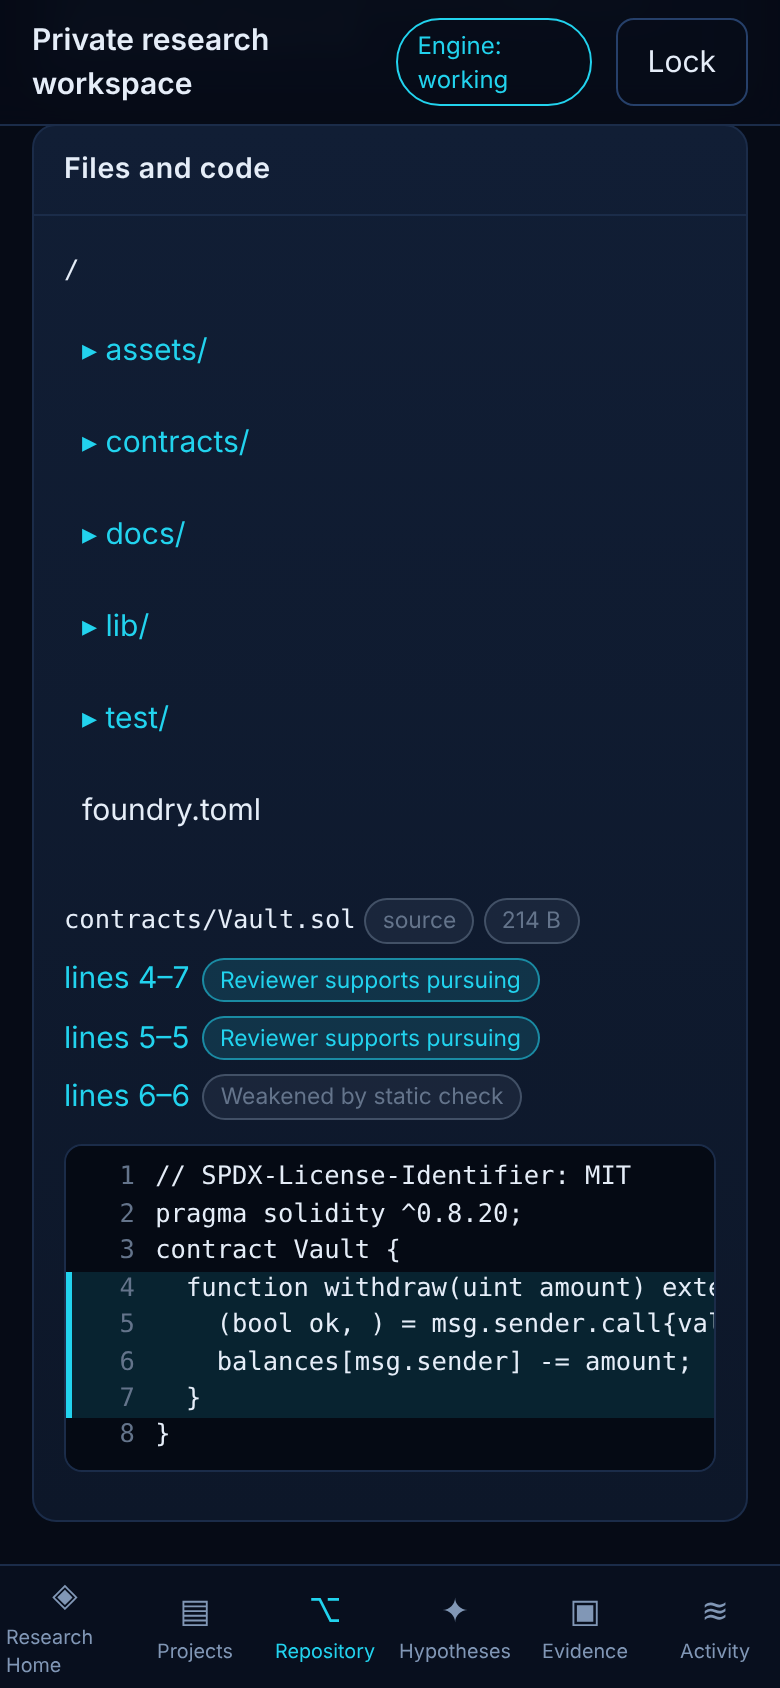 Private research
workspace
Engine:
working
Lock
Files and code
/
▸ assets/
▸ contracts/
▸ docs/
▸ lib/
▸ test/
foundry.toml
contracts/Vault.sol source 214 B
lines 4–7 Reviewer supports pursuing
lines 5–5 Reviewer supports pursuing
lines 6–6 Weakened by static check
1 // SPDX-License-Identifier: MIT
2 pragma solidity ^0.8.20;
3 contract Vault {
4 function withdraw(uint amount) exte
5 (bool ok, ) = msg.sender.call{val
6 balances[msg.sender] -= amount;
7 }
8 }
Research
Home
Projects
Repository
Hypotheses
Evidence
Activity